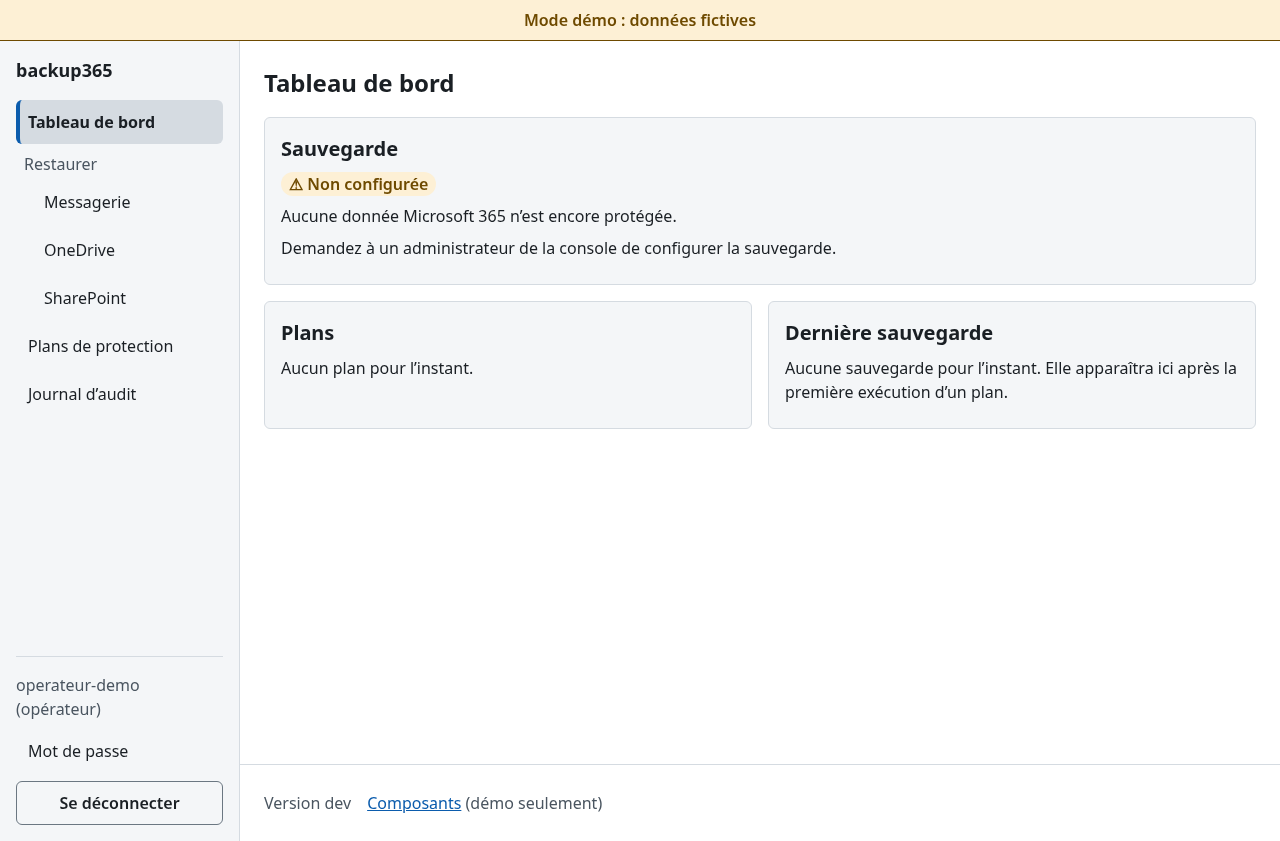 Mode démo : données fictives
backup365
Tableau de bord
Restaurer
Messagerie
OneDrive
SharePoint
Plans de protection
Journal d’audit
operateur-demo
(opérateur)
Mot de passe
Se déconnecter
Tableau de bord
Sauvegarde
⚠ Non configurée
Aucune donnée Microsoft 365 n’est encore protégée.
Demandez à un administrateur de la console de configurer la sauvegarde.
Plans
Aucun plan pour l’instant.
Dernière sauvegarde
Aucune sauvegarde pour l’instant. Elle apparaîtra ici après la
première exécution d’un plan.
Version dev Composants (démo seulement)